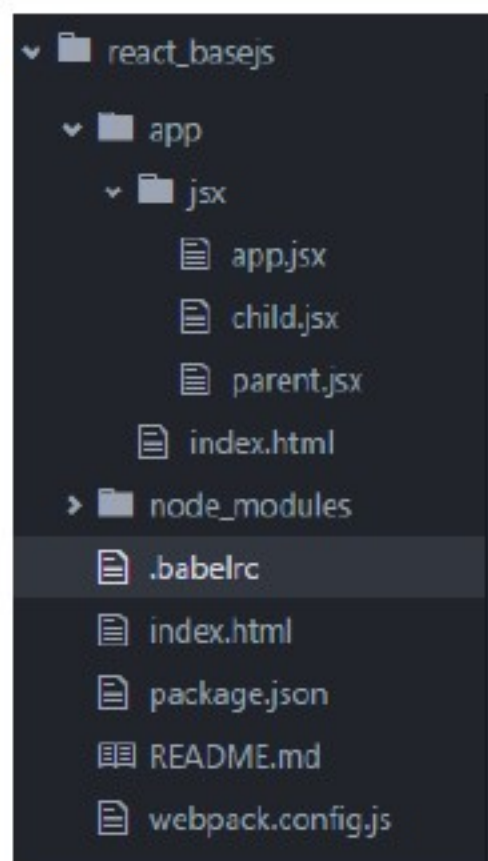 react_basejs
app
jsx
app.jsx
child.jsx
parent.jsx
index.html
node_modules
.babelrc
index.html
package.json
README.md
webpack.config.js